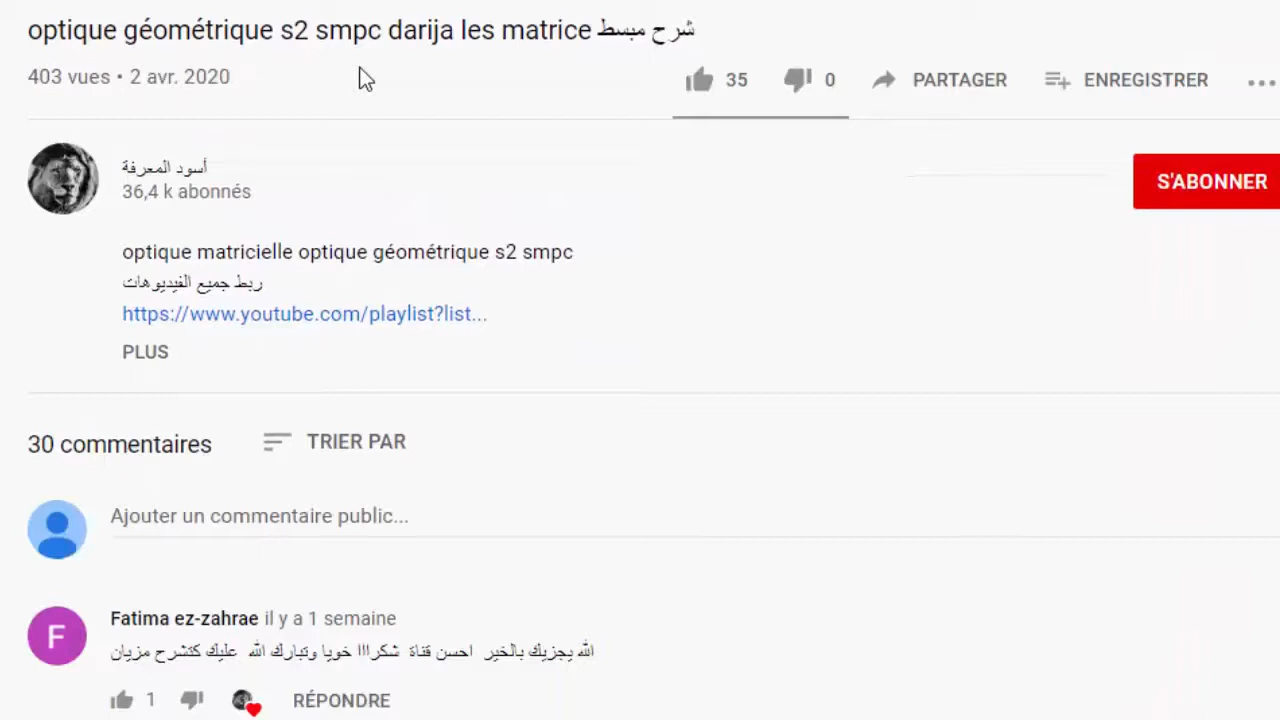 optique géométrique s2 smpc darija les matrice شرح مبسط
403 vues • 2 avr. 2020
35
0
PARTAGER
ENREGISTRER
أسود المعرفة
36,4 k abonnés
S'ABONNER
optique matricielle optique géométrique s2 smpc
ربط جميع الفيديوهات
https://www.youtube.com/playlist?list...
PLUS
30 commentaires
TRIER PAR
Ajouter un commentaire public...
F
Fatima ez-zahrae il y a 1 semaine
الله يجزيك بالخير احسن قناة شكرااا خويا وتبارك الله عليك كتشرح مزيان
1
RÉPONDRE